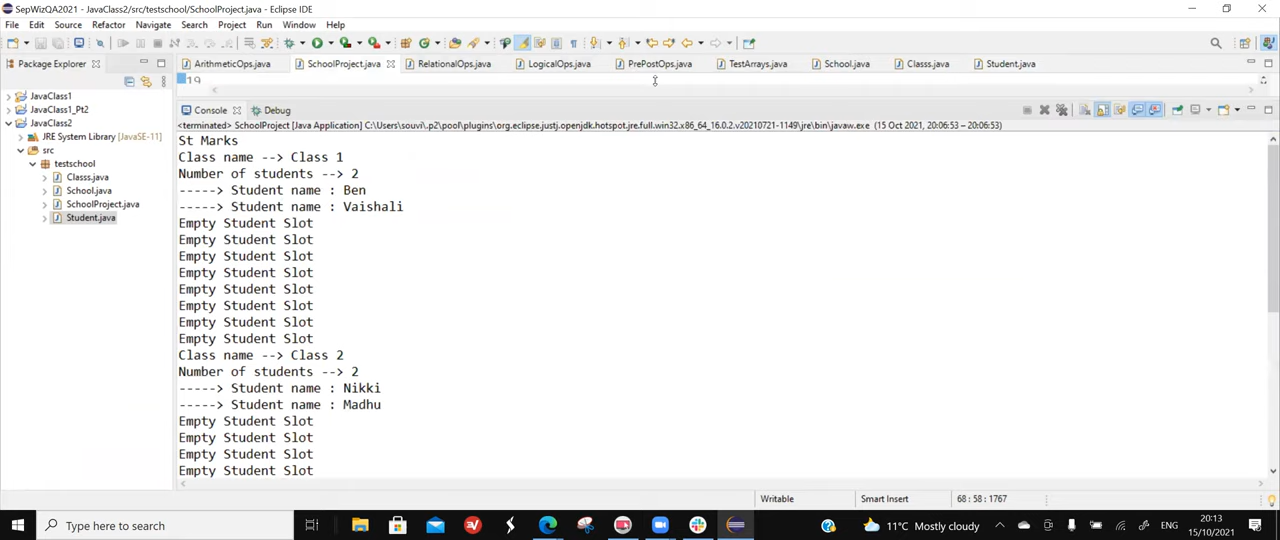 SepWizQA2021 - JavaClass2/src/testschool/SchoolProject.java - Eclipse IDE
File Edit Source Refactor Navigate Search Project Run Window Help
Package Explorer
ArithmeticOps.java SchoolProject.java RelationalOps.java LogicalOps.java PrePostOps.java TestArrays.java School.java Classs.java Student.java
19
JavaClass1
JavaClass1_Pt2
JavaClass2
JRE System Library [JavaSE-11]
src
testschool
Classs.java
School.java
SchoolProject.java
Student.java
Console Debug
<terminated> SchoolProject [Java Application] C:\Users\souvi\.p2\pool\plugins\org.eclipse.justj.openjdk.hotspot.jre.full.win32.x86_64_16.0.2.v20210721-1149\jre\bin\javaw.exe (15 Oct 2021, 20:06:53 – 20:06:53)
St Marks
Class name --> Class 1
Number of students --> 2
-----> Student name : Ben
-----> Student name : Vaishali
Empty Student Slot
Empty Student Slot
Empty Student Slot
Empty Student Slot
Empty Student Slot
Empty Student Slot
Empty Student Slot
Empty Student Slot
Class name --> Class 2
Number of students --> 2
-----> Student name : Nikki
-----> Student name : Madhu
Empty Student Slot
Empty Student Slot
Empty Student Slot
Empty Student Slot
Writable Smart Insert 68 : 58 : 1767
Type here to search
11°C Mostly cloudy
ENG
20:13
15/10/2021